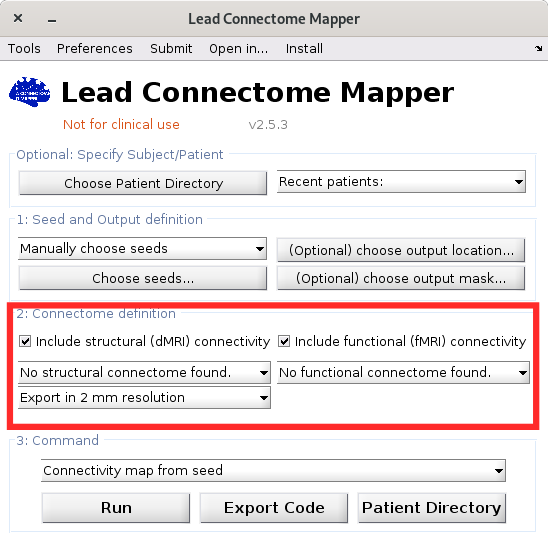 Lead Connectome Mapper
Tools Preferences Submit Open in... Install
Lead Connectome Mapper
Not for clinical use v2.5.3
Optional: Specify Subject/Patient
Choose Patient Directory Recent patients:
1: Seed and Output definition
Manually choose seeds (Optional) choose output location...
Choose seeds... (Optional) choose output mask...
2: Connectome definition
Include structural (dMRI) connectivity Include functional (fMRI) connectivity
No structural connectome found. No functional connectome found.
Export in 2 mm resolution
3: Command
Connectivity map from seed
Run Export Code Patient Directory